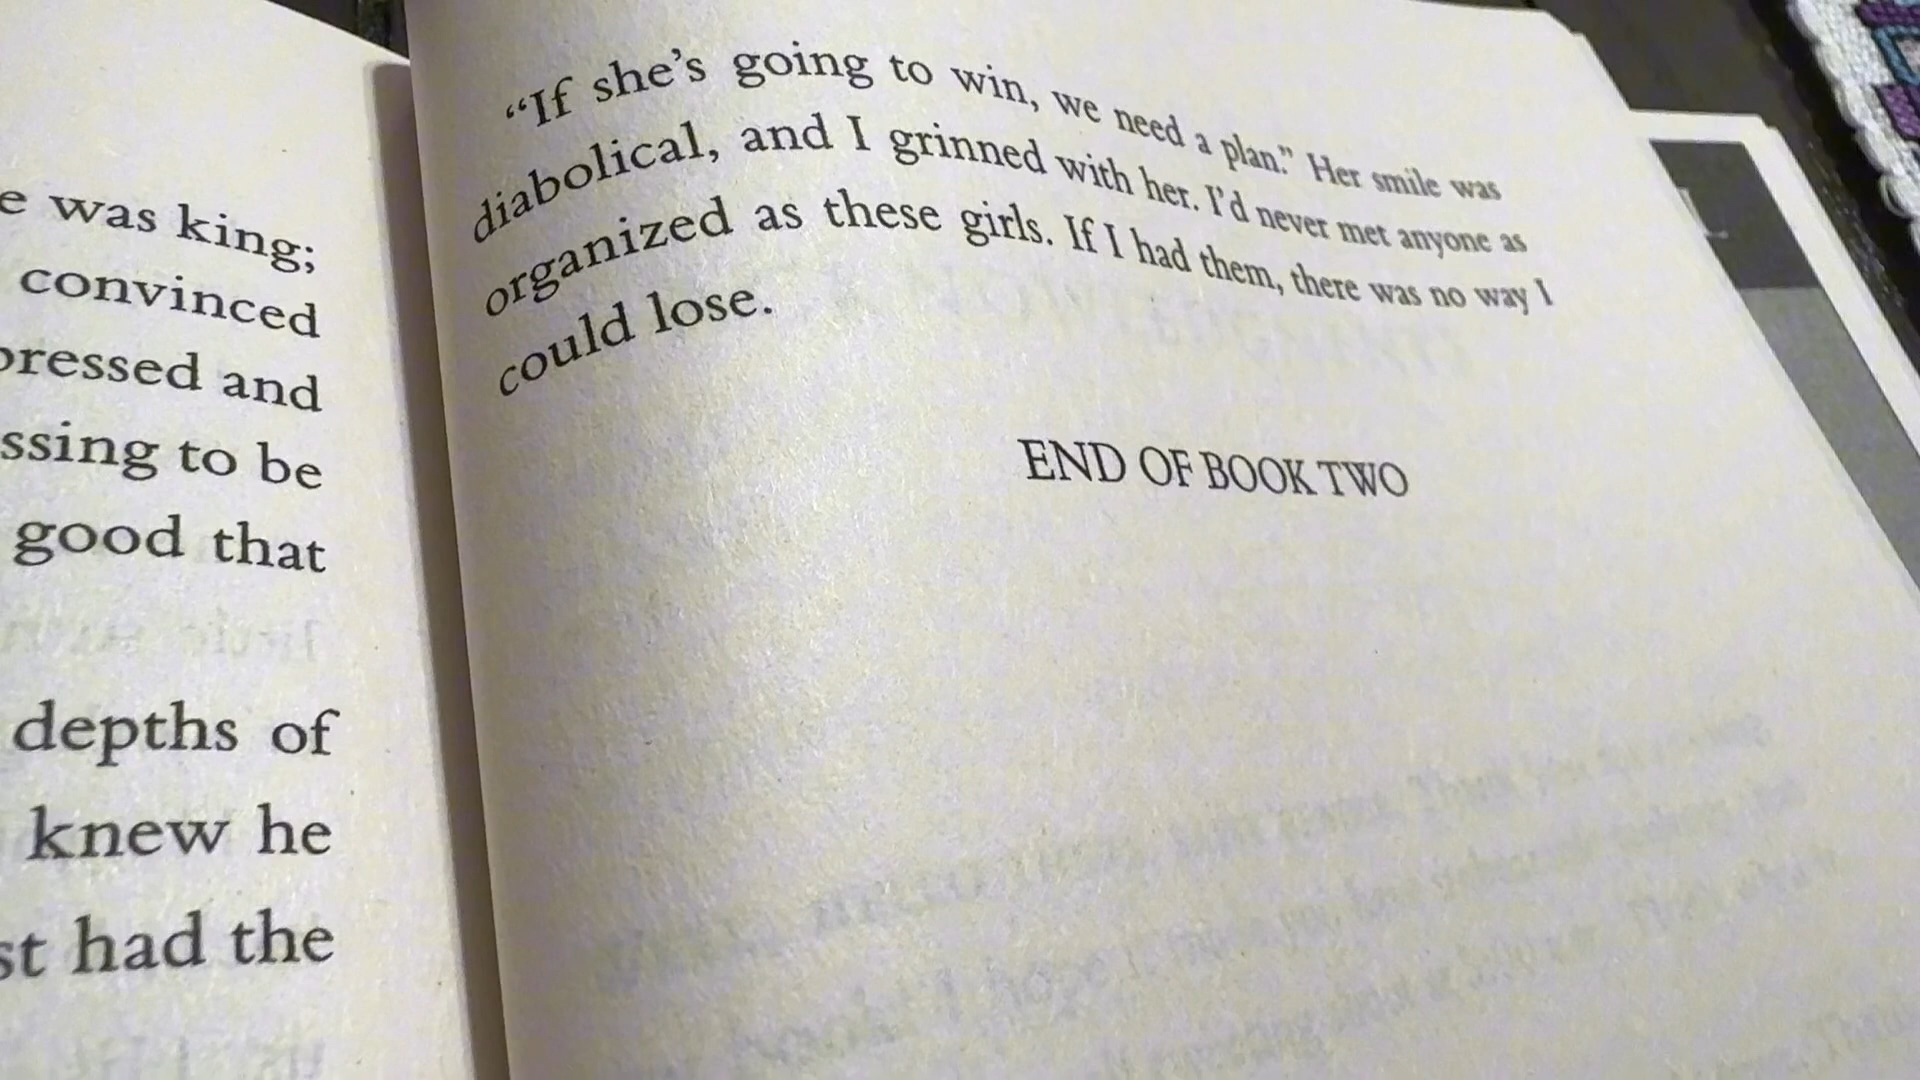 e was king;
convinced
pressed and
ssing to be
good that
depths of
knew he
st had the
“If she’s going to win, we need a plan.” Her smile was
diabolical, and I grinned with her. I’d never met anyone as
organized as these girls. If I had them, there was no way I
could lose.
END OF BOOK TWO